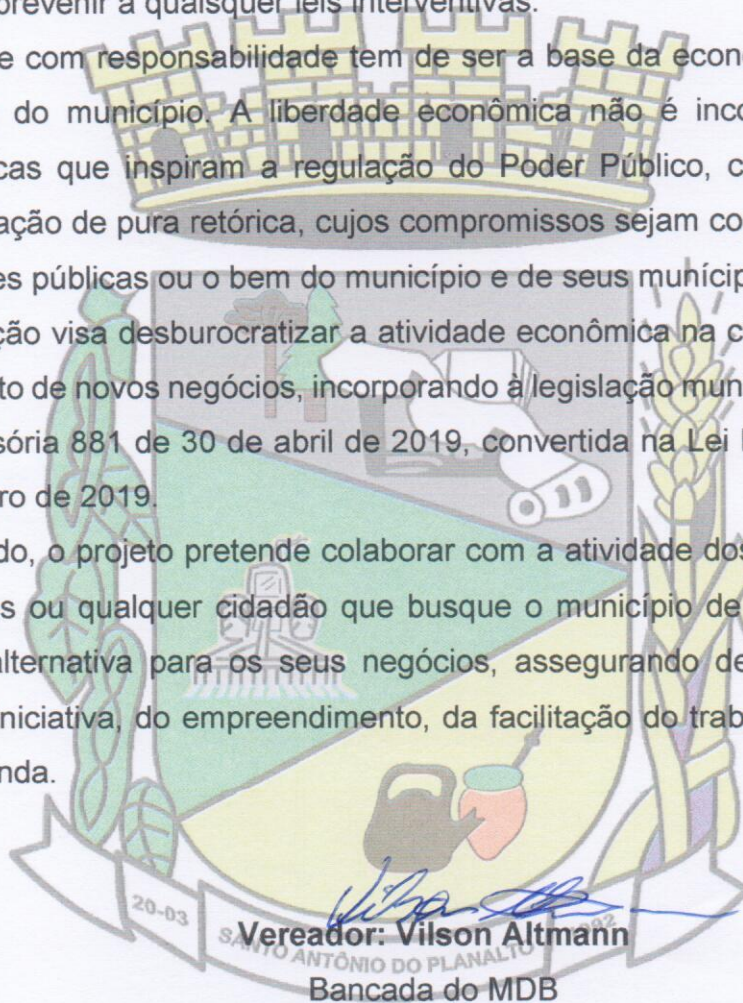 prevenir a quaisquer leis interventivas.
e com responsabilidade tem de ser a base da econo
do município. A liberdade econômica não é inco
cas que inspiram a regulação do Poder Público, c
ação de pura retórica, cujos compromissos sejam co
es públicas ou o bem do município e de seus munícip
ção visa desburocratizar a atividade econômica na c
to de novos negócios, incorporando à legislação mun
sória 881 de 30 de abril de 2019, convertida na Lei
ro de 2019.
do, o projeto pretende colaborar com a atividade dos
s ou qualquer cidadão que busque o município de
alternativa para os seus negócios, assegurando de
niciativa, do empreendimento, da facilitação do trab
nda.
20-03
SANTO ANTÔNIO DO PLANALTO
1992
Vereador: Vilson Altmann
Bancada do MDB